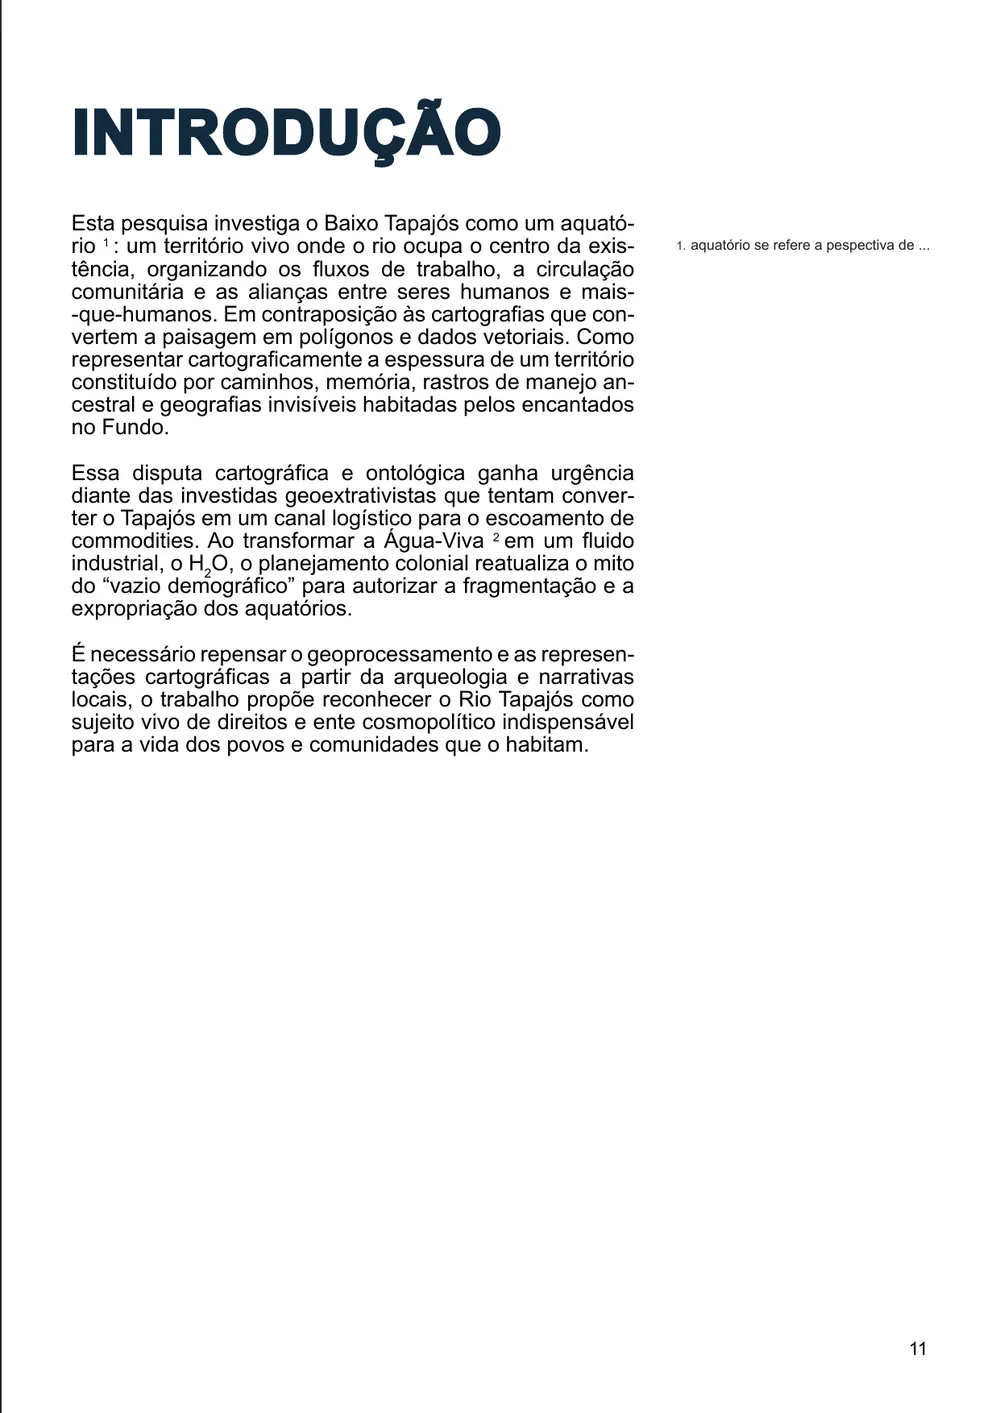 INTRODUÇÃO
Esta pesquisa investiga o Baixo Tapajós como um aquató-
rio ¹ : um território vivo onde o rio ocupa o centro da exis-
tência, organizando os fluxos de trabalho, a circulação
comunitária e as alianças entre seres humanos e mais-
-que-humanos. Em contraposição às cartografias que con-
vertem a paisagem em polígonos e dados vetoriais. Como
representar cartograficamente a espessura de um território
constituído por caminhos, memória, rastros de manejo an-
cestral e geografias invisíveis habitadas pelos encantados
no Fundo.
Essa disputa cartográfica e ontológica ganha urgência
diante das investidas geoextrativistas que tentam conver-
ter o Tapajós em um canal logístico para o escoamento de
commodities. Ao transformar a Água-Viva ² em um fluido
industrial, o H₂O, o planejamento colonial reatualiza o mito
do “vazio demográfico” para autorizar a fragmentação e a
expropriação dos aquatórios.
É necessário repensar o geoprocessamento e as represen-
tações cartográficas a partir da arqueologia e narrativas
locais, o trabalho propõe reconhecer o Rio Tapajós como
sujeito vivo de direitos e ente cosmopolítico indispensável
para a vida dos povos e comunidades que o habitam.
1. aquatório se refere a pespectiva de ...
11